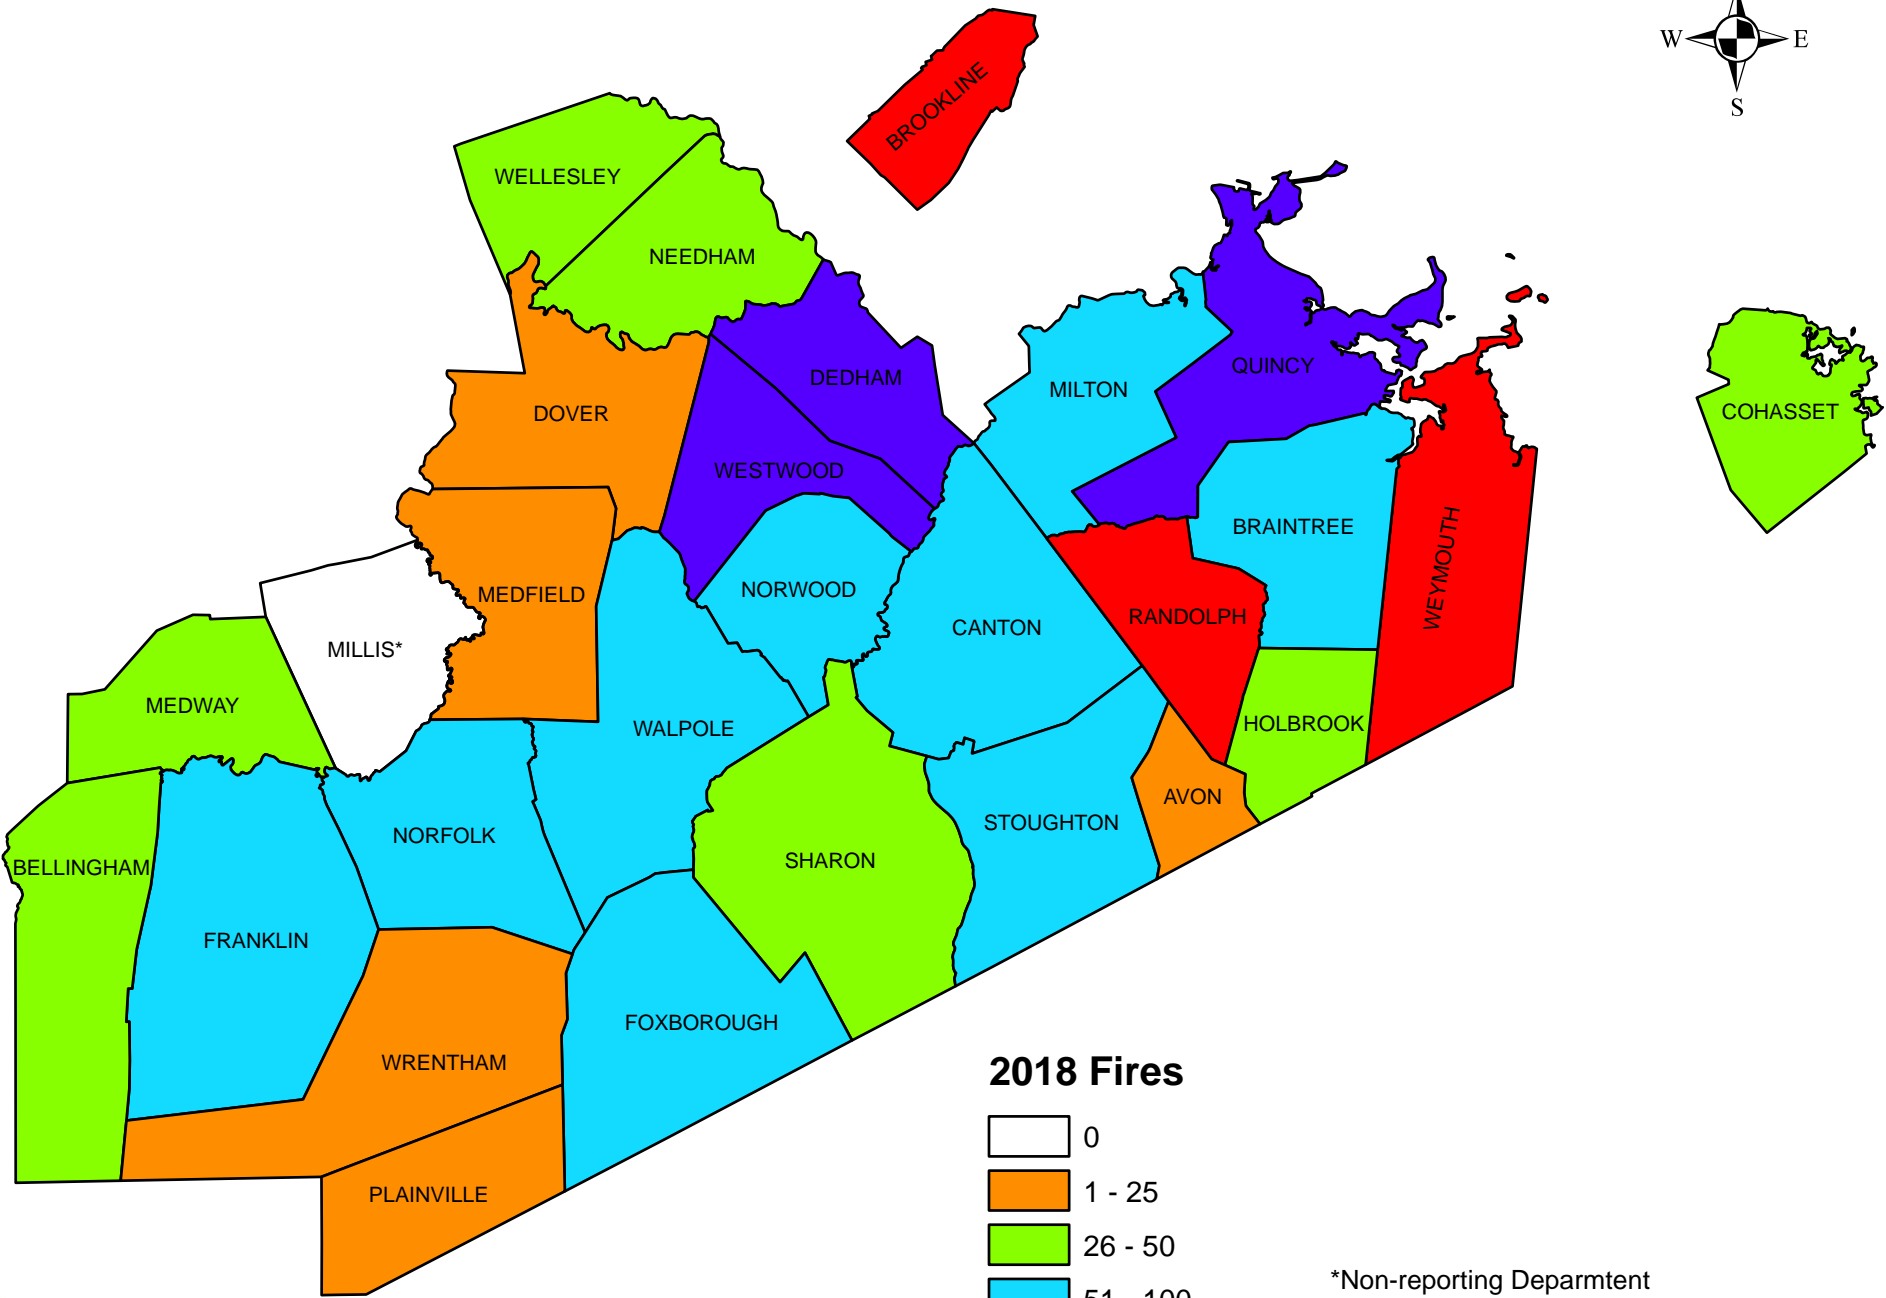 BROOKLINE
W E
S
WELLESLEY
NEEDHAM
DEDHAM
QUINCY
MILTON
DOVER
COHASSET
WESTWOOD
BRAINTREE
WEYMOUTH
NORWOOD
MEDFIELD
RANDOLPH
CANTON
MILLIS*
MEDWAY
HOLBROOK
WALPOLE
AVON
STOUGHTON
NORFOLK
SHARON
BELLINGHAM
FRANKLIN
FOXBOROUGH
WRENTHAM
PLAINVILLE
2018 Fires
0
1 - 25
26 - 50
51 - 100
*Non-reporting Deparmtent